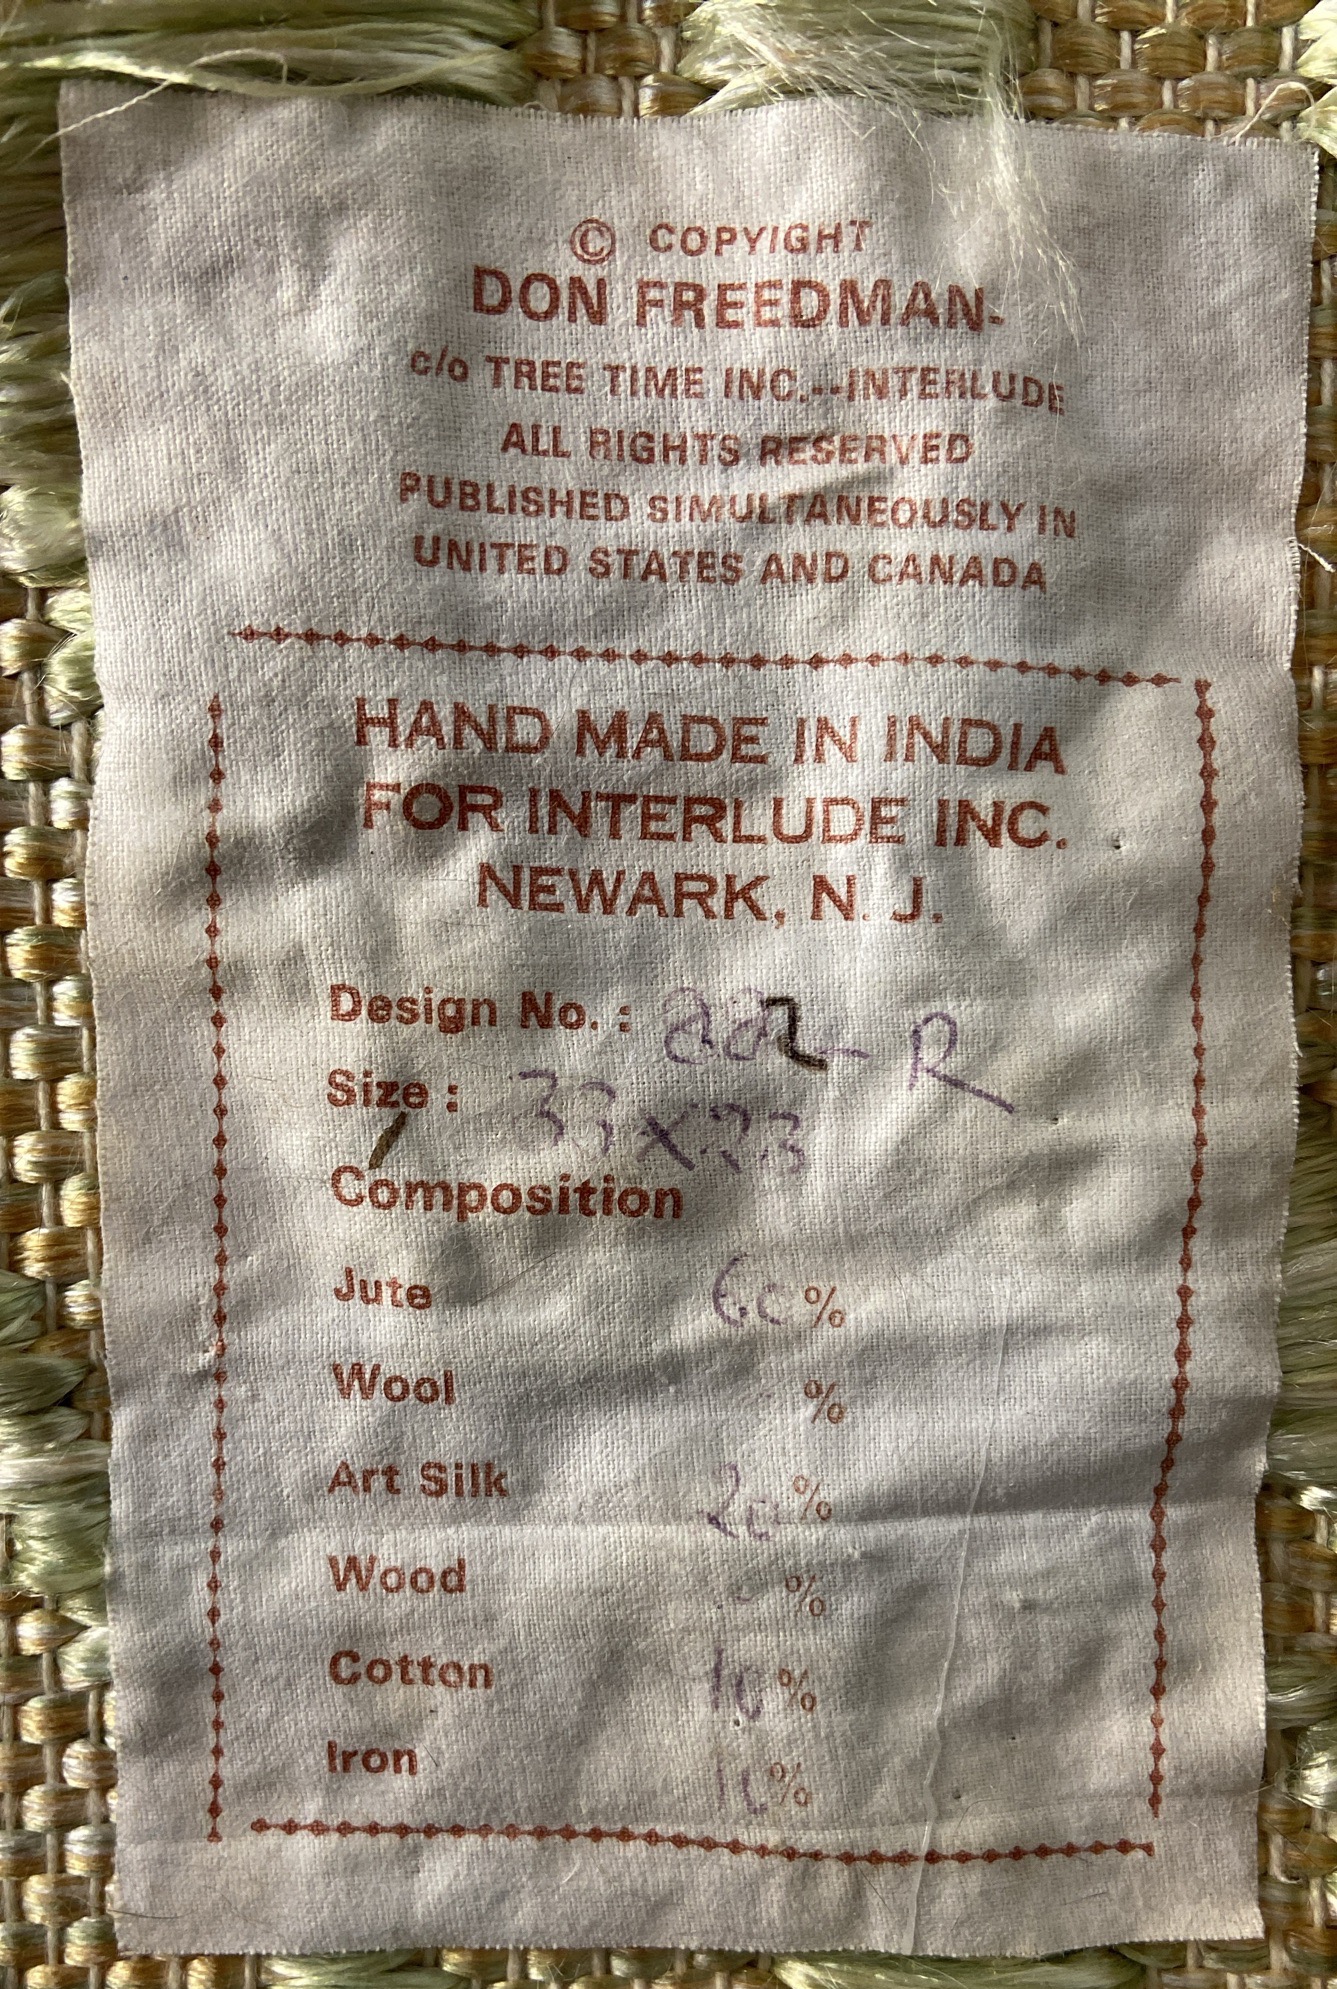 © COPYIGHT
DON FREEDMAN-
c/o TREE TIME INC.--INTERLUDE
ALL RIGHTS RESERVED
PUBLISHED SIMULTANEOUSLY IN
UNITED STATES AND CANADA
HAND MADE IN INDIA
FOR INTERLUDE INC.
NEWARK, N. J.
Design No. : 882-R
Size : 33x23
Composition
Jute 60%
Wool %
Art Silk 20%
Wood %
Cotton 10%
Iron 10%